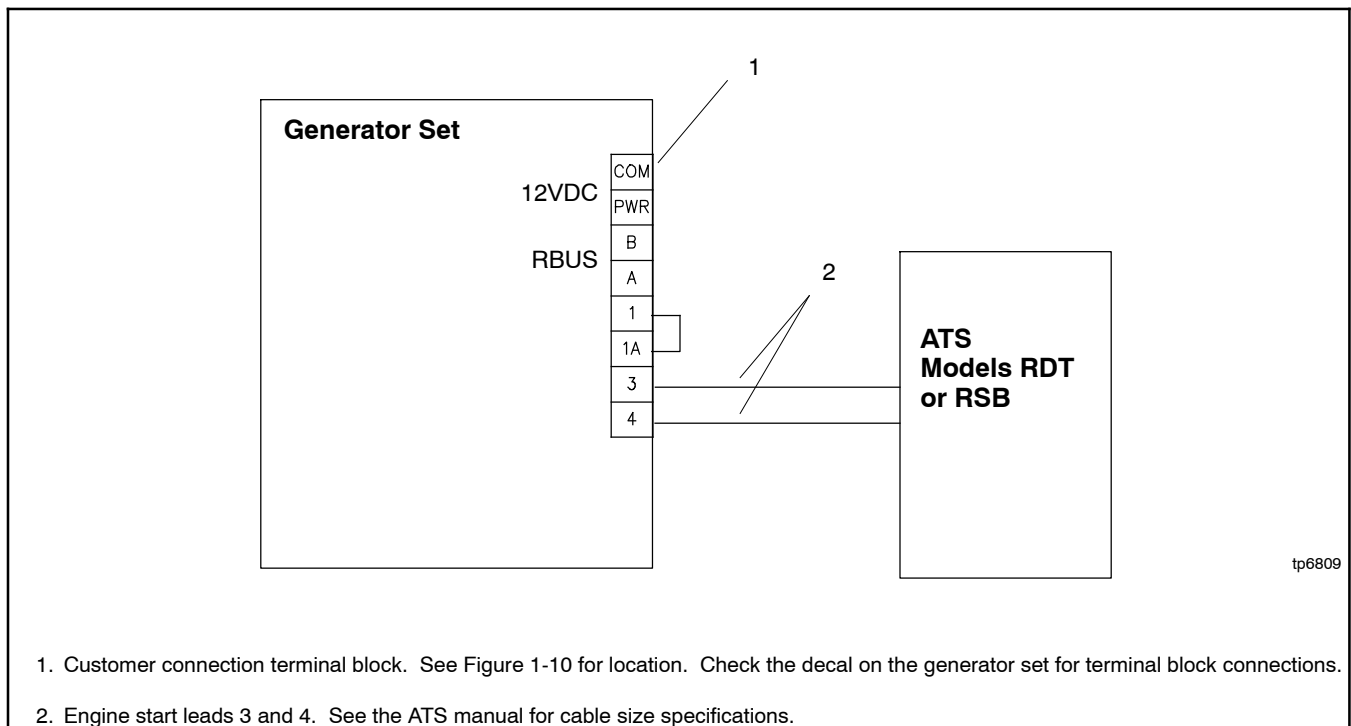 1
Generator Set
COM
12VDC
PWR
B
RBUS
A
2
1
1A
ATS
Models RDT
or RSB
3
4
tp6809
1. Customer connection terminal block. See Figure 1-10 for location. Check the decal on the generator set for terminal block connections.
2. Engine start leads 3 and 4. See the ATS manual for cable size specifications.